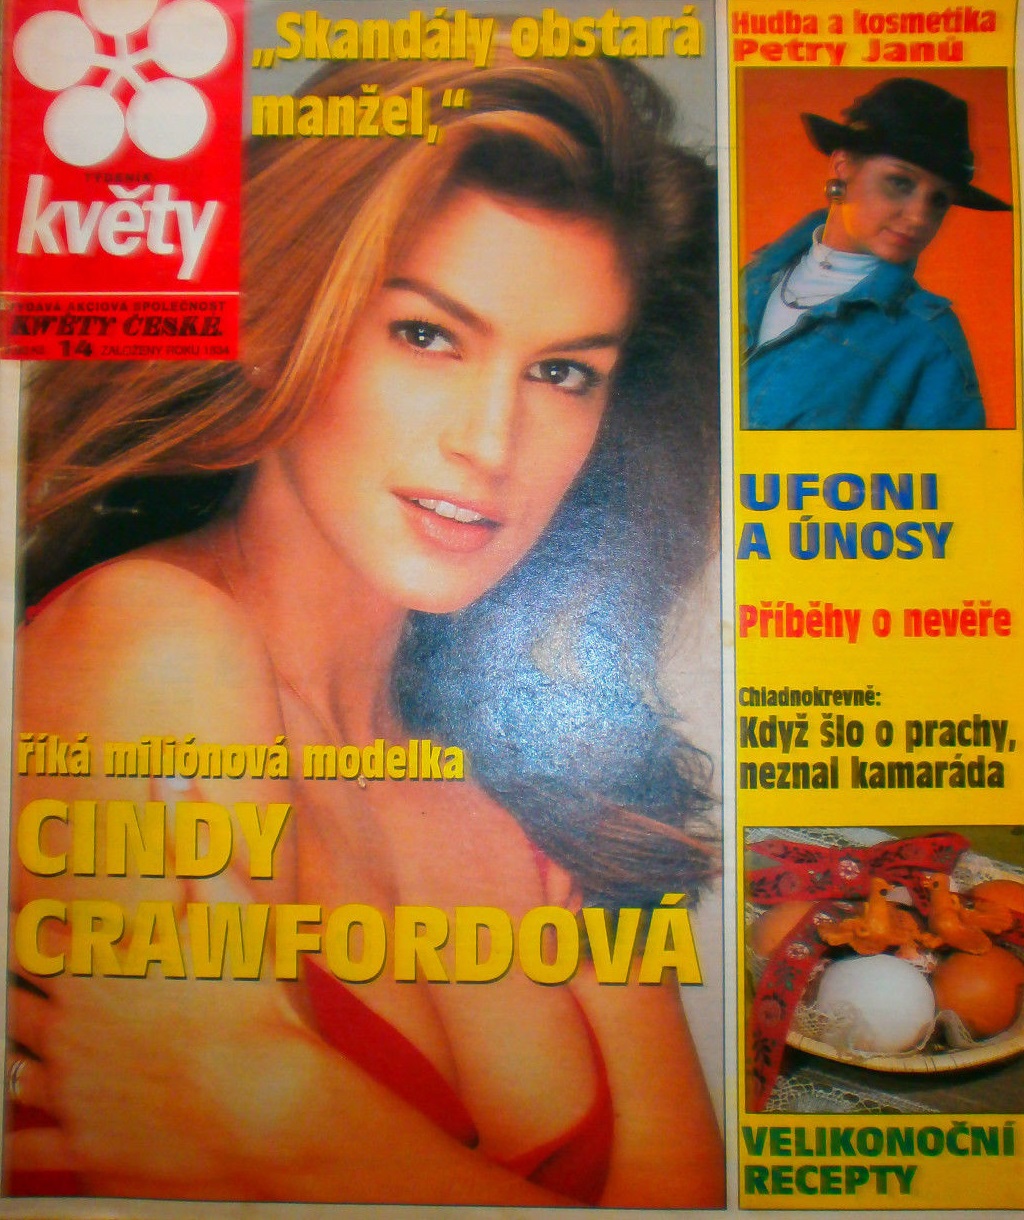 TÝDENÍK
květy
VYDÁVÁ AKCIOVÁ SPOLEČNOST
KWĚTY ČESKÉ.
14 ZALOŽENY ROKU 1834
„Skandály obstará
manžel,“
říká miliónová modelka
CINDY
CRAWFORDOVÁ
Hudba a kosmetika
Petry Janů
UFONI
A ÚNOSY
Příběhy o nevěře
Chladnokrevně:
Když šlo o prachy,
neznal kamaráda
VELIKONOČNÍ
RECEPTY